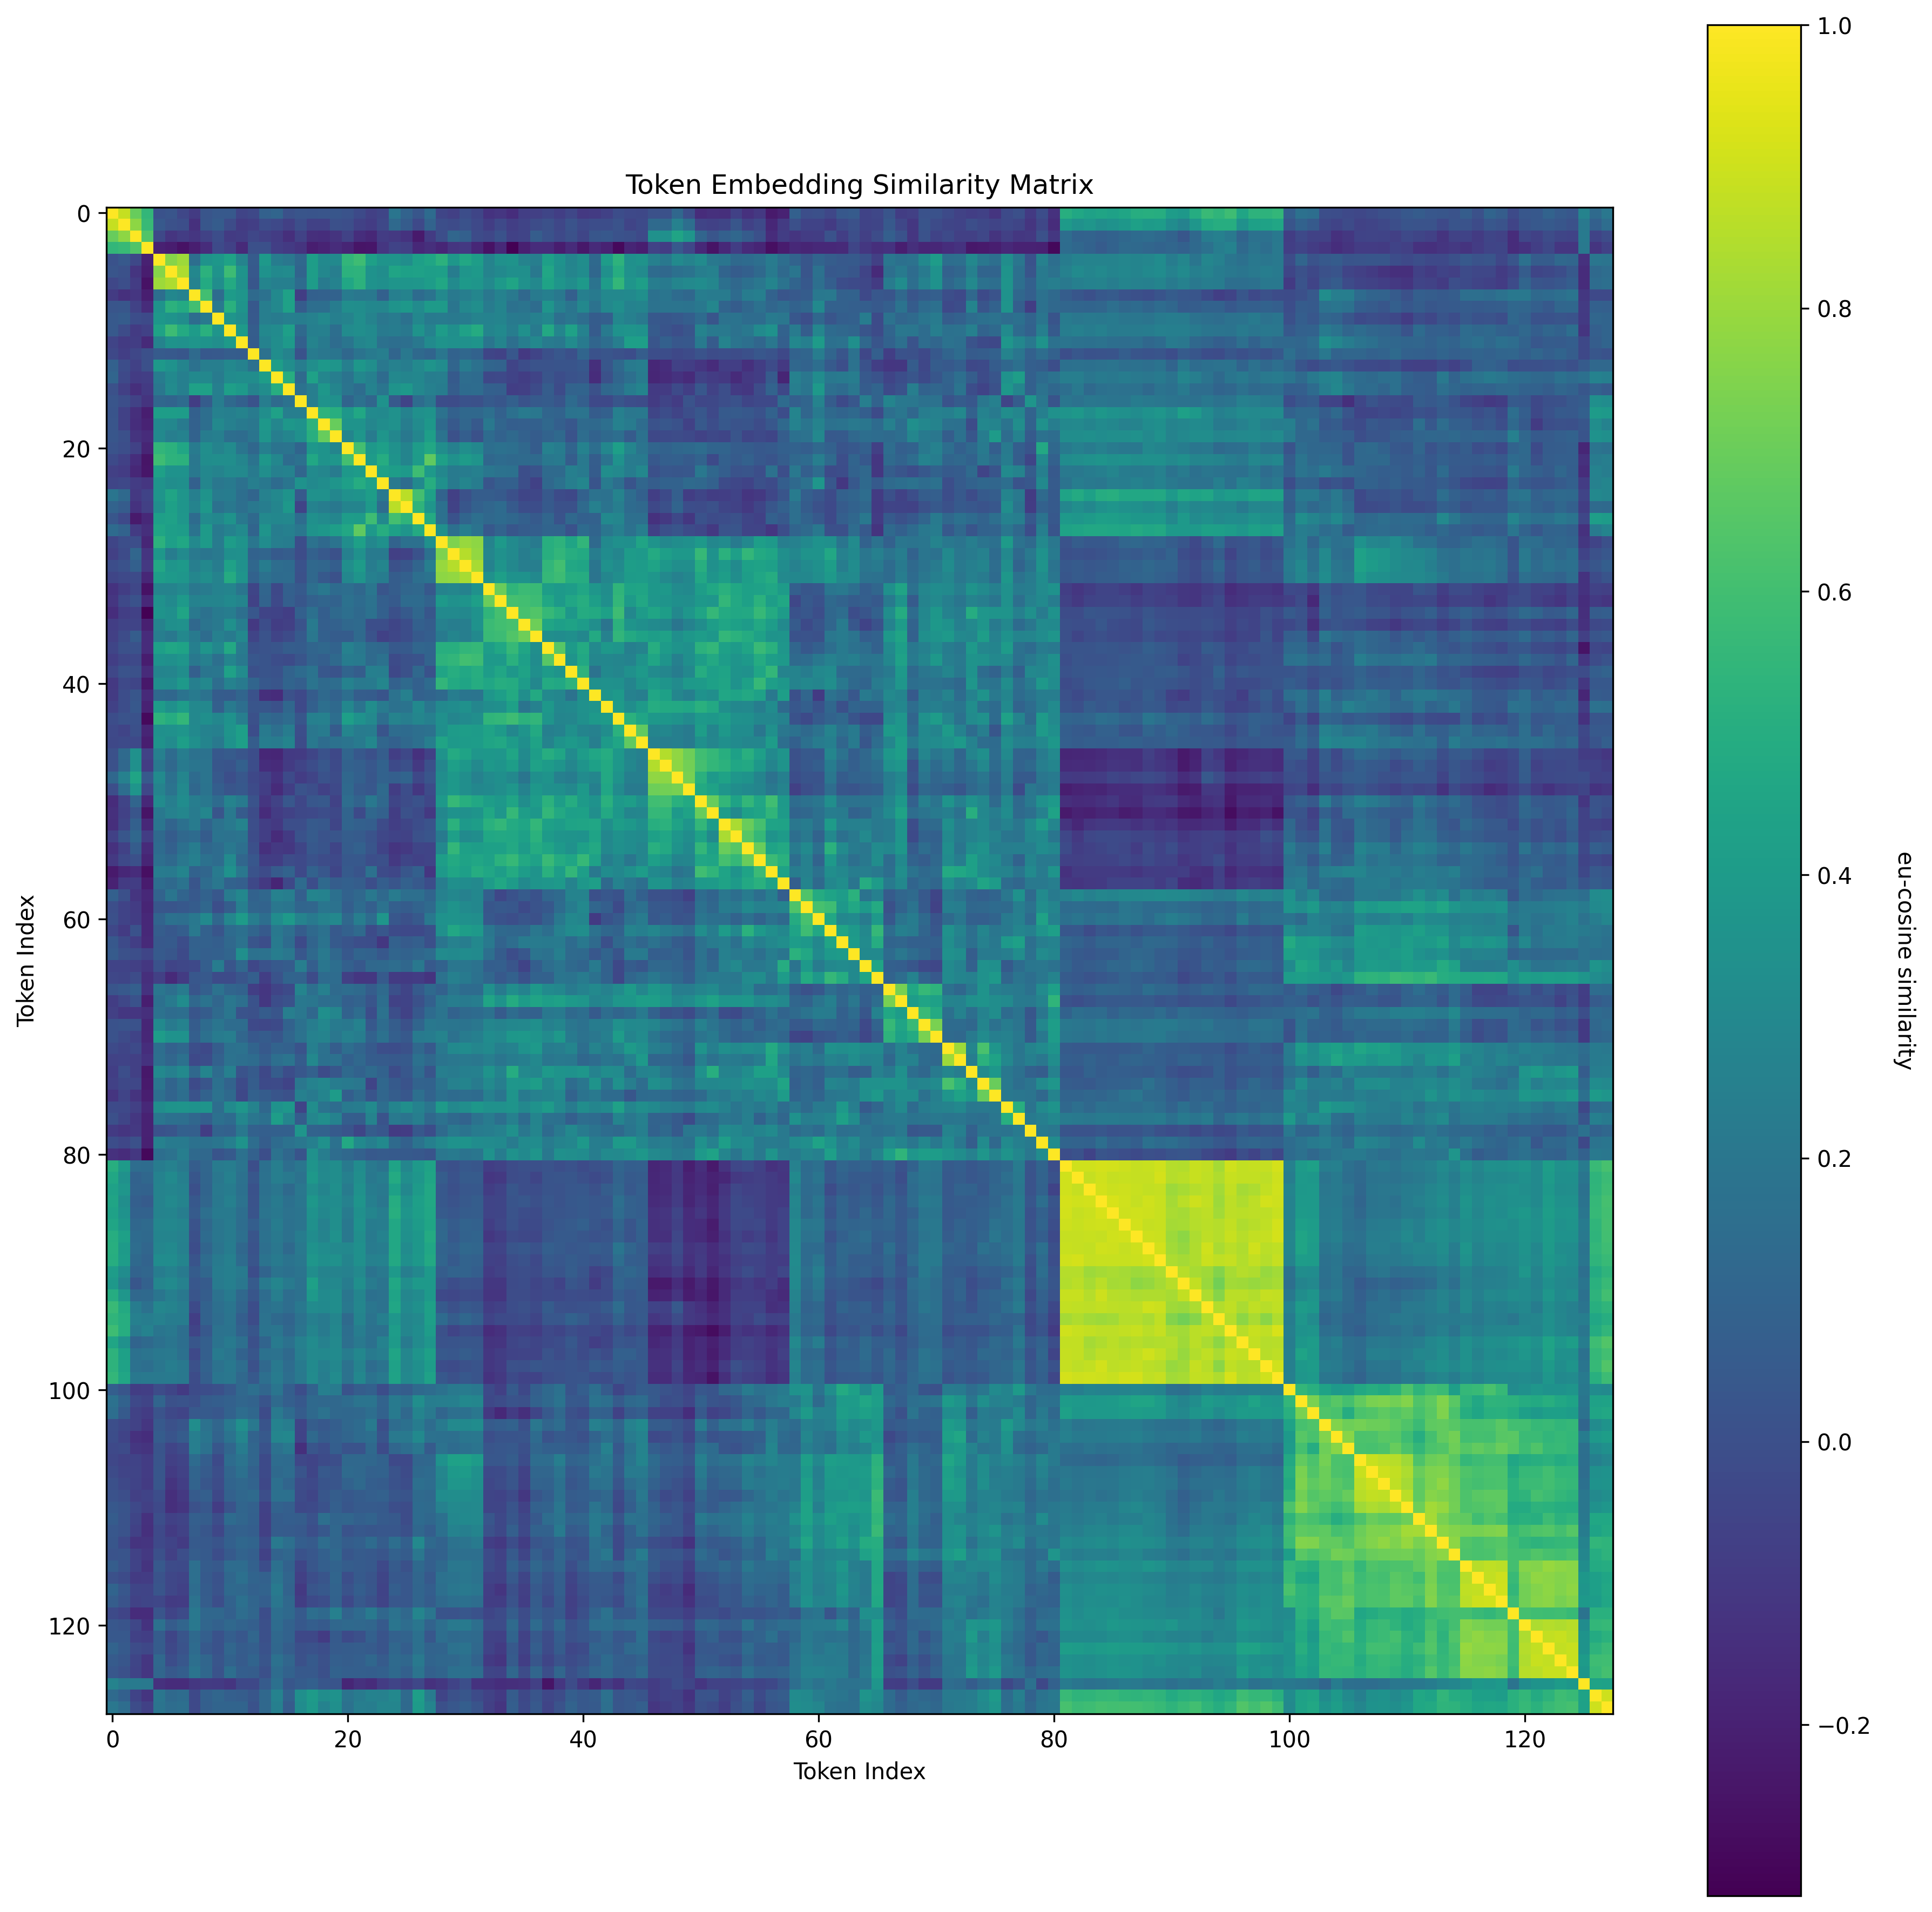 Token Embedding Similarity Matrix
0
20
40
60
80
100
120
Token Index
0 20 40 60 80 100 120
Token Index
1.0
0.8
0.6
0.4
0.2
0.0
−0.2
eu-cosine similarity